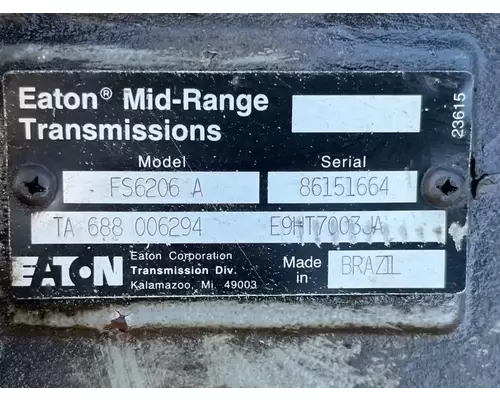 Eaton® Mid-Range
Transmissions
23615
Model Serial
FS6206 A 86151664
TA 688 006294 E9HT7003JA
EATON
Eaton Corporation
Transmission Div.
Kalamazoo, Mi. 49003
Made
in
BRAZIL